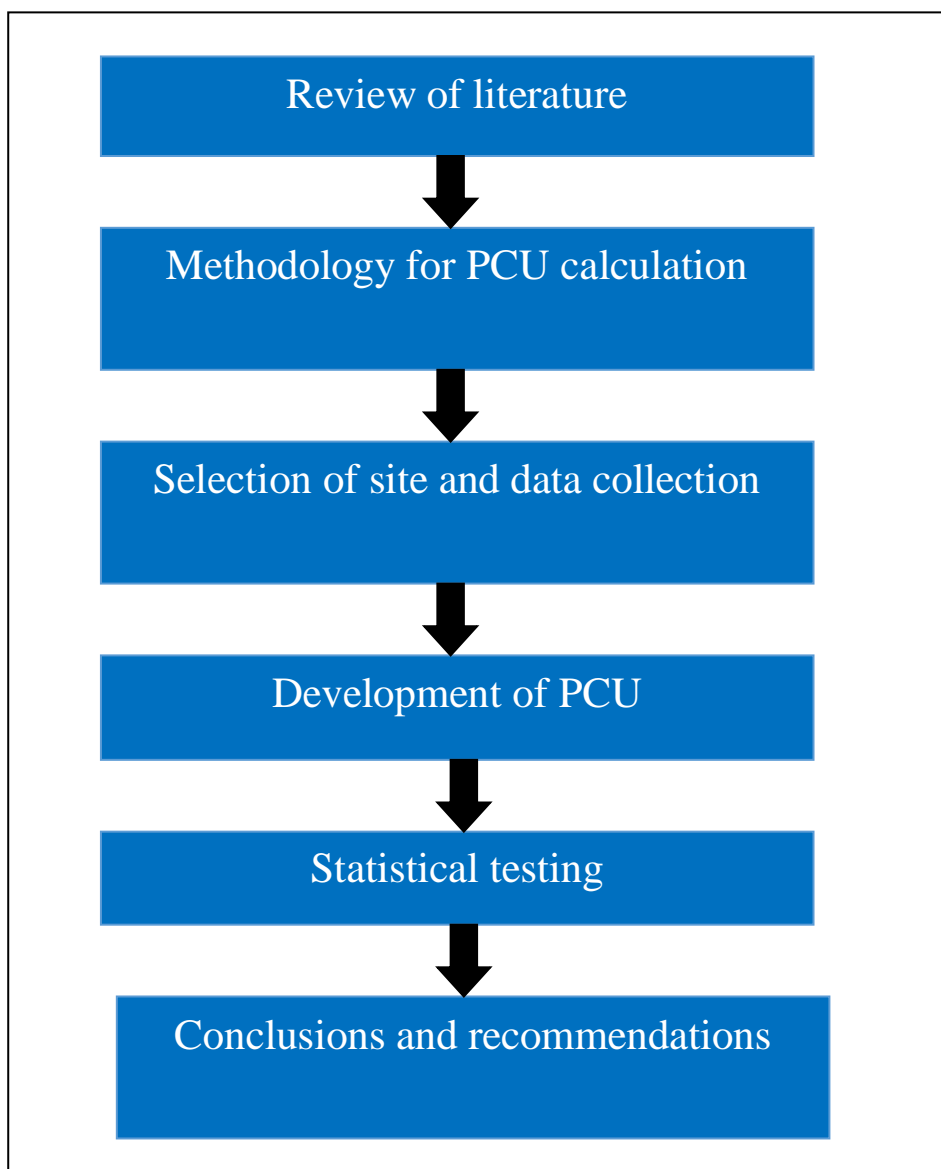 Review of literature
Methodology for PCU calculation
Selection of site and data collection
Development of PCU
Statistical testing
Conclusions and recommendations